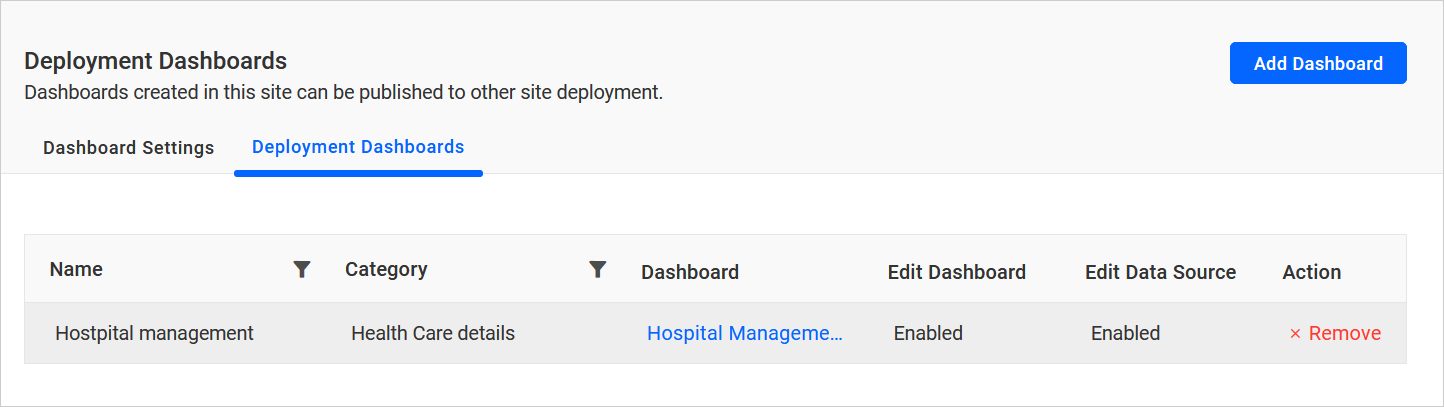 Deployment Dashboards
Add Dashboard
Dashboards created in this site can be published to other site deployment.
Dashboard Settings Deployment Dashboards
Name Category Dashboard Edit Dashboard Edit Data Source Action
Hostpital management Health Care details Hospital Manageme... Enabled Enabled × Remove